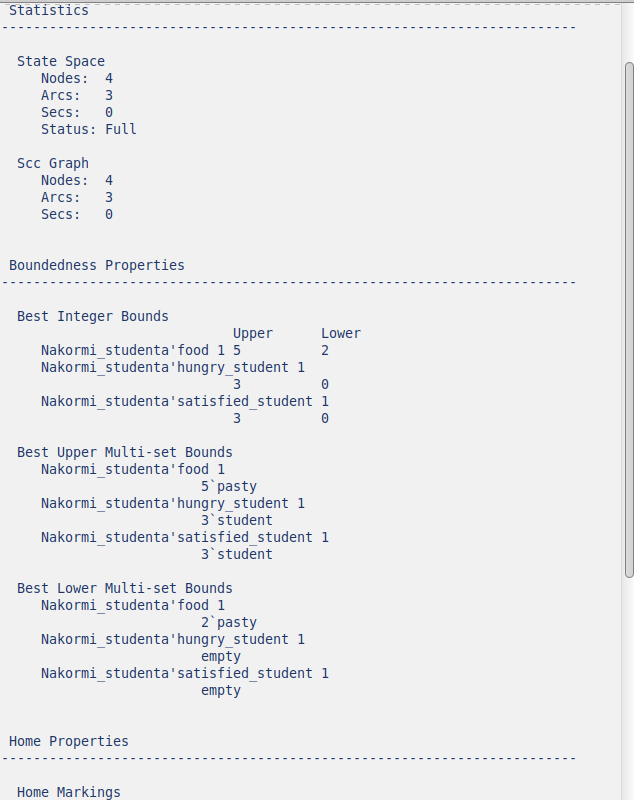 Statistics
------------------------------------------------------------------------
State Space
Nodes:  4
Arcs:   3
Secs:   0
Status: Full
Scc Graph
Nodes:  4
Arcs:   3
Secs:   0
Boundedness Properties
------------------------------------------------------------------------
Best Integer Bounds
Upper      Lower
Nakormi_studenta'food 1 5          2
Nakormi_studenta'hungry_student 1
3          0
Nakormi_studenta'satisfied_student 1
3          0
Best Upper Multi-set Bounds
Nakormi_studenta'food 1
5`pasty
Nakormi_studenta'hungry_student 1
3`student
Nakormi_studenta'satisfied_student 1
3`student
Best Lower Multi-set Bounds
Nakormi_studenta'food 1
2`pasty
Nakormi_studenta'hungry_student 1
empty
Nakormi_studenta'satisfied_student 1
empty
Home Properties
------------------------------------------------------------------------
Home Markings